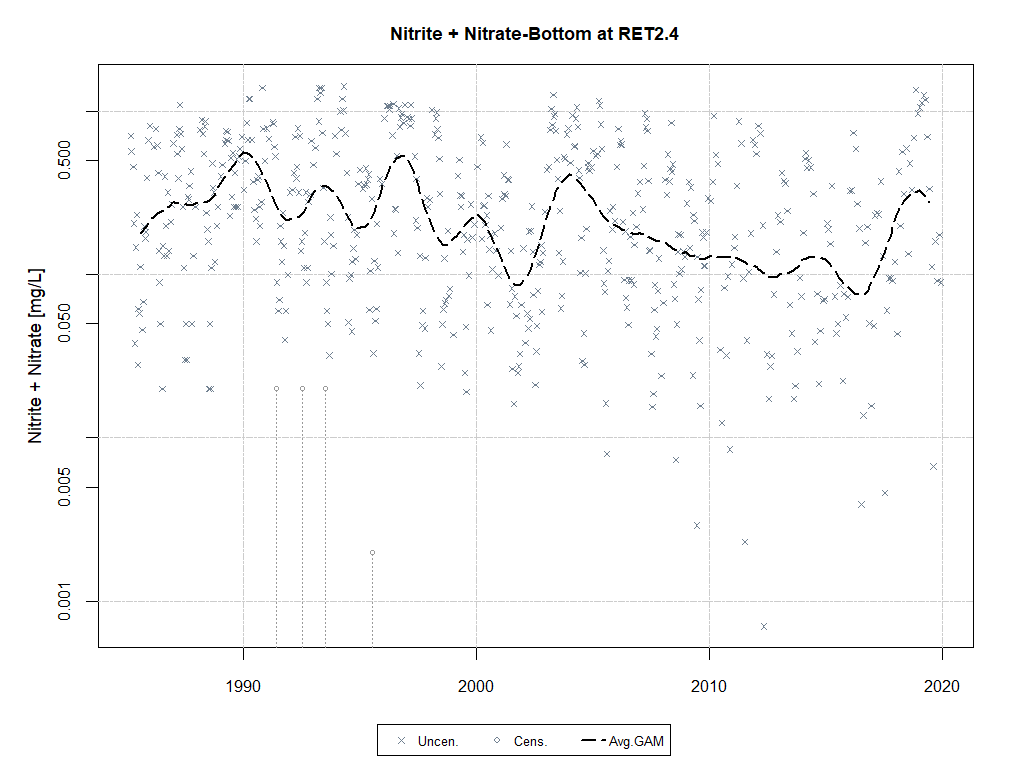 Nitrite + Nitrate-Bottom at RET2.4
Nitrite + Nitrate [mg/L]
0.500
0.050
0.005
0.001
1990 2000 2010 2020
Uncen. Cens. Avg.GAM